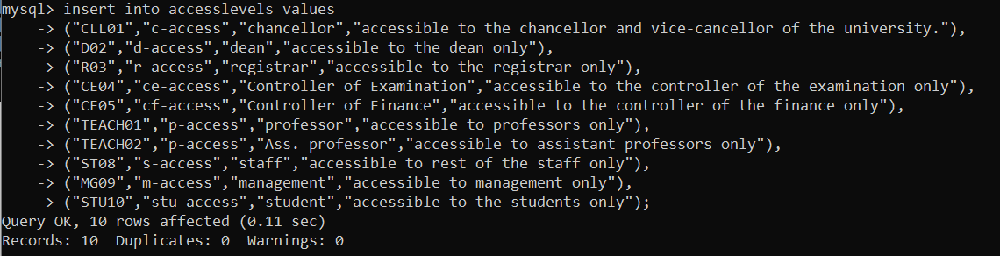 mysql> insert into accesslevels values
-> ("CLL01","c-access","chancellor","accessible to the chancellor and vice-cancellor of the university."),
-> ("D02","d-access","dean","accessible to the dean only"),
-> ("R03","r-access","registrar","accessible to the registrar only"),
-> ("CE04","ce-access","Controller of Examination","accessible to the controller of the examination only"),
-> ("CF05","cf-access","Controller of Finance","accessible to the controller of the finance only"),
-> ("TEACH01","p-access","professor","accessible to professors only"),
-> ("TEACH02","p-access","Ass. professor","accessible to assistant professors only"),
-> ("ST08","s-access","staff","accessible to rest of the staff only"),
-> ("MG09","m-access","management","accessible to management only"),
-> ("STU10","stu-access","student","accessible to the students only");
Query OK, 10 rows affected (0.11 sec)
Records: 10  Duplicates: 0  Warnings: 0